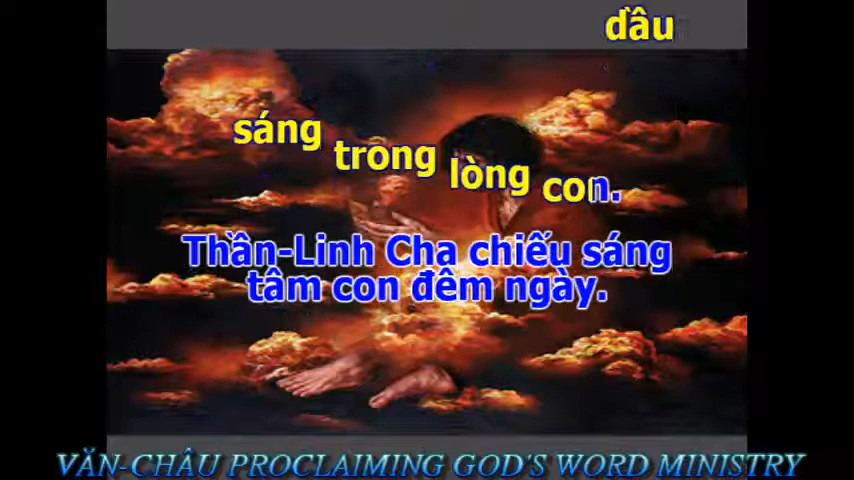 dầu
sáng trong lòng con.
Thần-Linh Cha chiếu sáng
tâm con đêm ngày.
VĂN-CHÂU PROCLAIMING GOD'S WORD MINISTRY